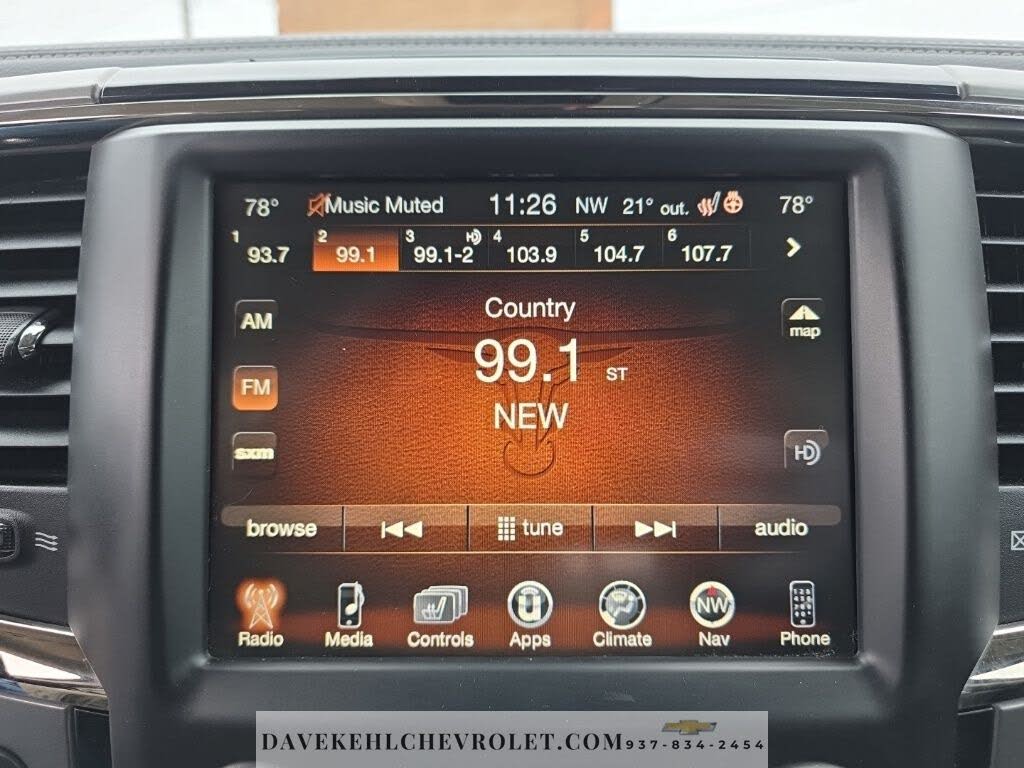 78° Music Muted 11:26 NW 21° out. 78°
1 93.7 2 99.1 3 99.1-2 HD 4 103.9 5 104.7 6 107.7
Country
AM
map
99.1 ST
FM
NEW
sxm
HD
browse tune audio
NW
Radio Media Controls Apps Climate Nav Phone
DAVEKEHLCHEVROLET.COM 937-834-2454